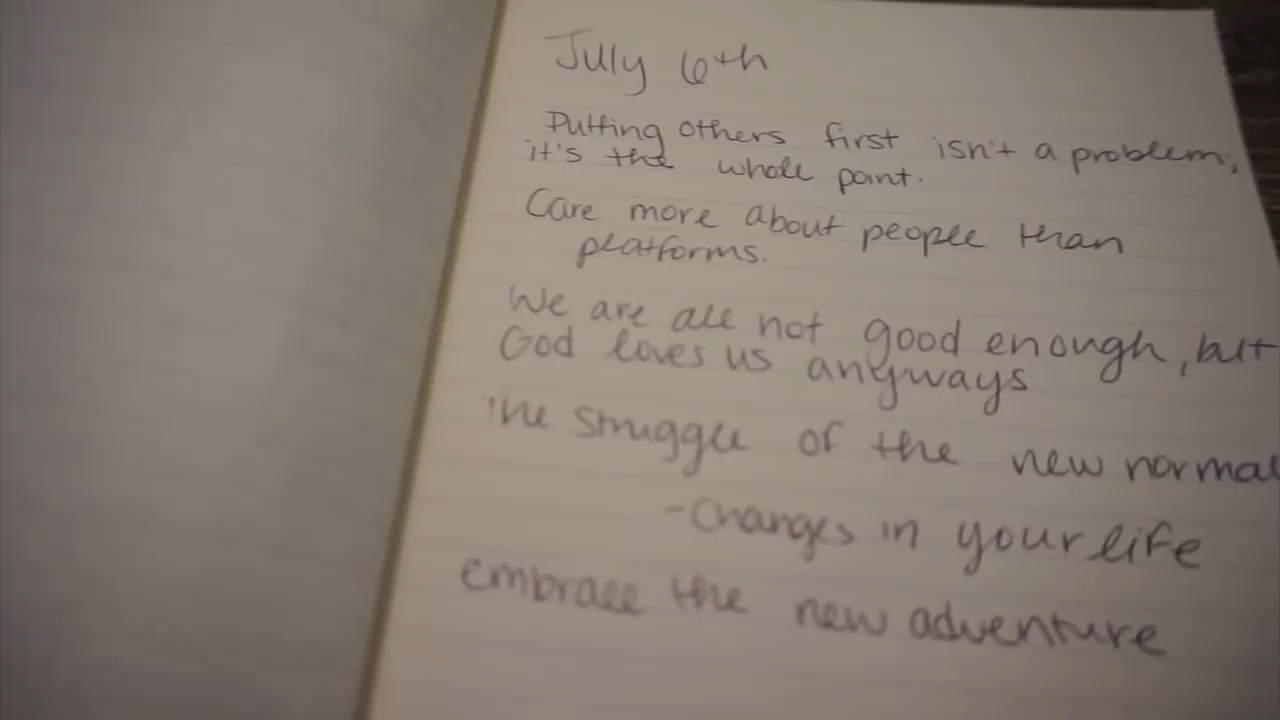 July 6th
Putting others first isn't a problem;
it's the whole point.
Care more about people than
platforms.
We are all not good enough, but
God loves us anyways
The struggle of the new normal
-Changes in your life
embrace the new adventure